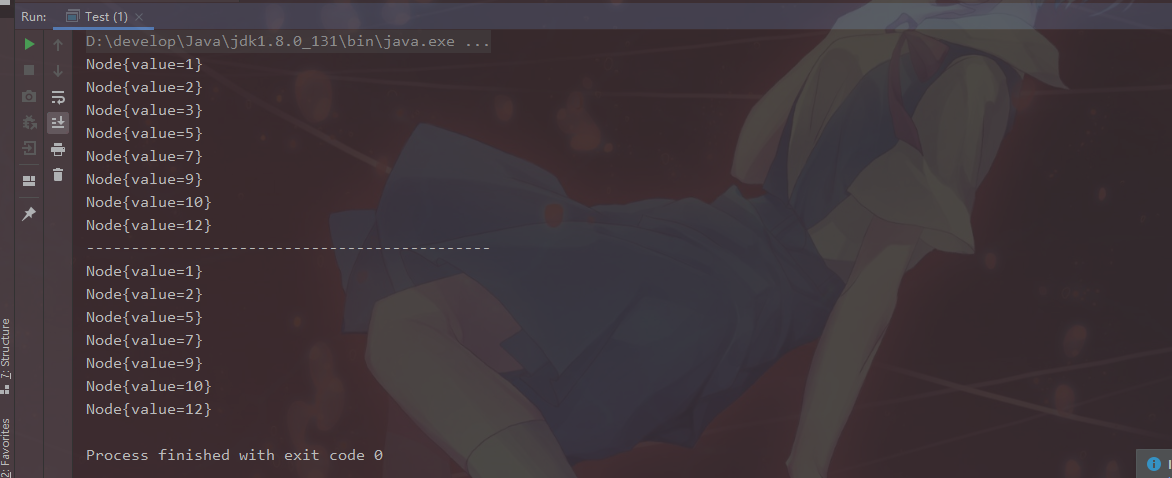 Run: Test (1)
D:\develop\Java\jdk1.8.0_131\bin\java.exe ...
Node{value=1}
Node{value=2}
Node{value=3}
Node{value=5}
Node{value=7}
Node{value=9}
Node{value=10}
Node{value=12}
---------------------------------------------
Node{value=1}
Node{value=2}
Node{value=5}
Node{value=7}
Node{value=9}
Node{value=10}
Node{value=12}
Process finished with exit code 0
7: Structure
2: Favorites